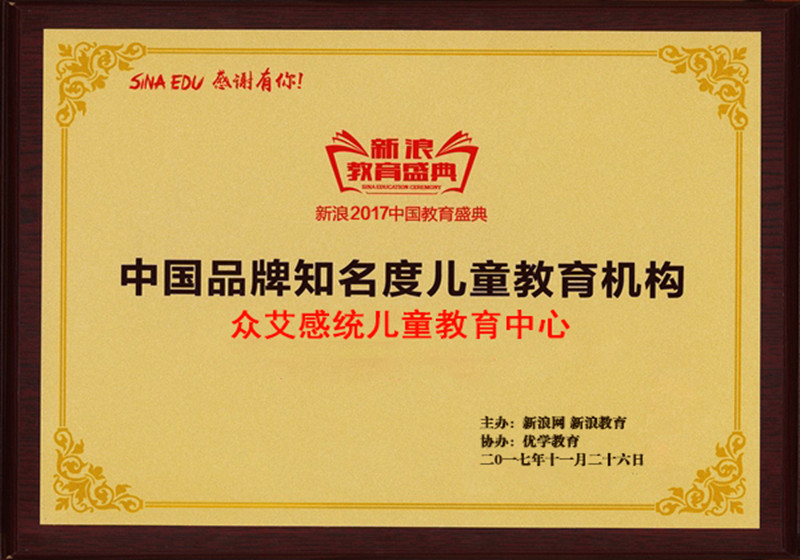 SINA EDU 感谢有你!
新浪
教育盛典
SINA EDUCATION CEREMONY
新浪2017中国教育盛典
中国品牌知名度儿童教育机构
众艾感统儿童教育中心
主办：新浪网 新浪教育
协办：优学教育
二〇一七年十一月二十六日